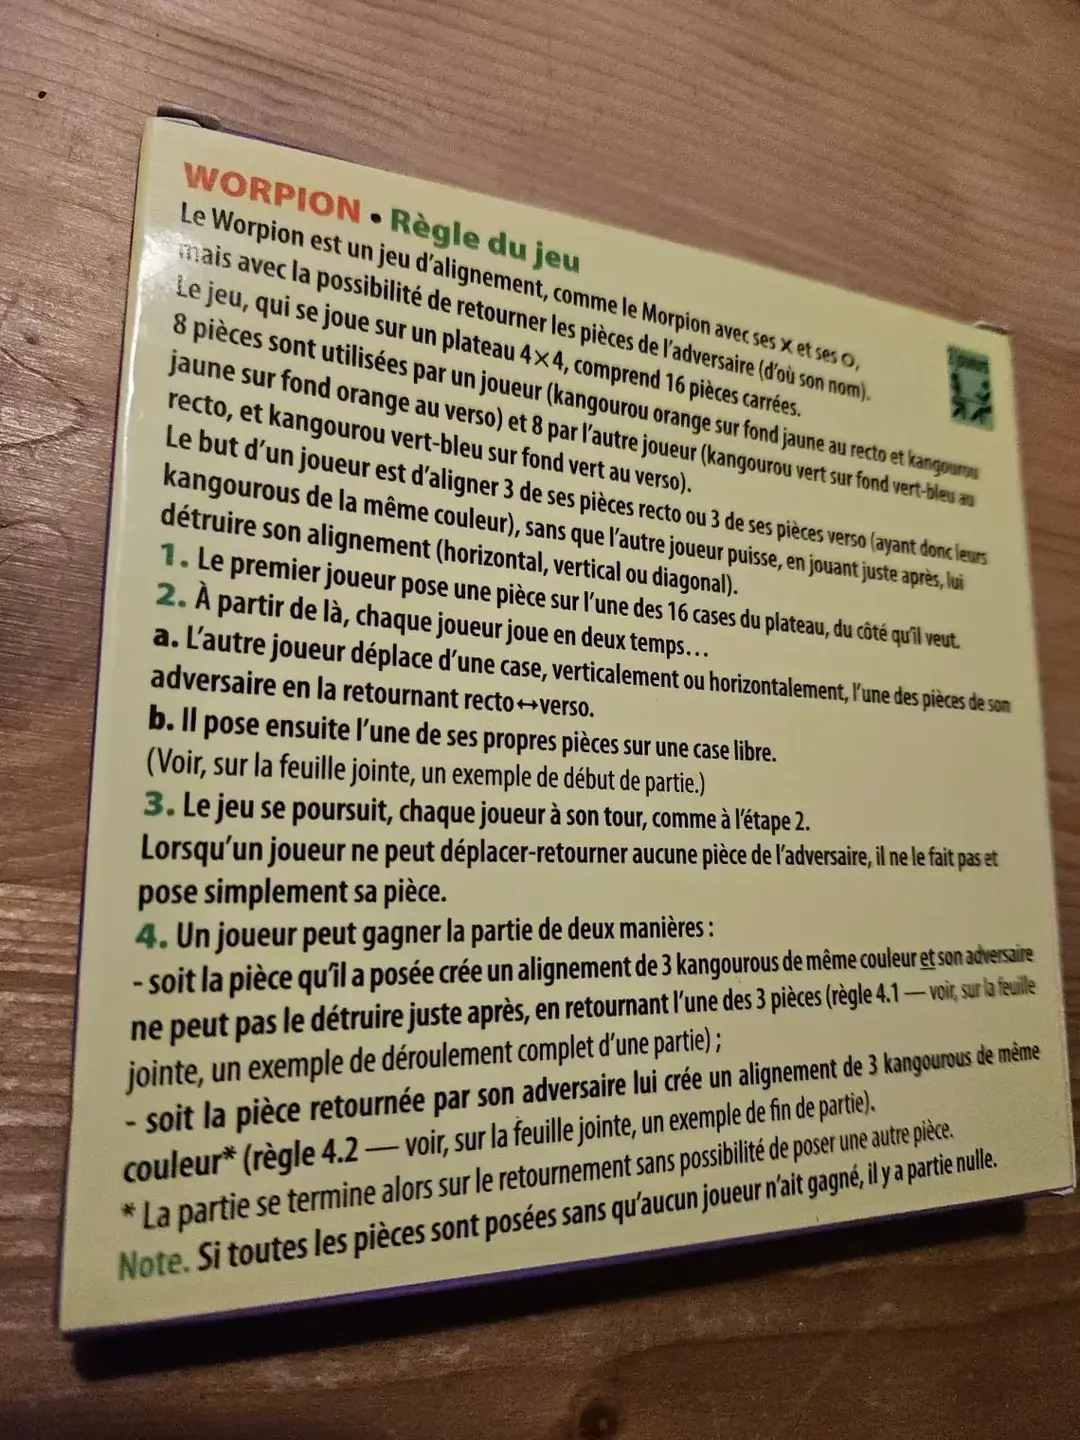 WORPION • Règle du jeu
Le Worpion est un jeu d'alignement, comme le Morpion avec ses X et ses O,
mais avec la possibilité de retourner les pièces de l'adversaire (d'où son nom).
Le jeu, qui se joue sur un plateau 4×4, comprend 16 pièces carrées.
8 pièces sont utilisées par un joueur (kangourou orange sur fond jaune au recto et kangourou
jaune sur fond orange au verso) et 8 par l'autre joueur (kangourou vert sur fond vert-bleu au
recto, et kangourou vert-bleu sur fond vert au verso).
Le but d'un joueur est d'aligner 3 de ses pièces recto ou 3 de ses pièces verso (ayant donc leurs
kangourous de la même couleur), sans que l'autre joueur puisse, en jouant juste après, lui
détruire son alignement (horizontal, vertical ou diagonal).
1. Le premier joueur pose une pièce sur l'une des 16 cases du plateau, du côté qu'il veut.
2. À partir de là, chaque joueur joue en deux temps...
a. L'autre joueur déplace d'une case, verticalement ou horizontalement, l'une des pièces de son
adversaire en la retournant recto↔verso.
b. Il pose ensuite l'une de ses propres pièces sur une case libre.
(Voir, sur la feuille jointe, un exemple de début de partie.)
3. Le jeu se poursuit, chaque joueur à son tour, comme à l'étape 2.
Lorsqu'un joueur ne peut déplacer-retourner aucune pièce de l'adversaire, il ne le fait pas et
pose simplement sa pièce.
4. Un joueur peut gagner la partie de deux manières :
- soit la pièce qu'il a posée crée un alignement de 3 kangourous de même couleur et son adversaire
ne peut pas le détruire juste après, en retournant l'une des 3 pièces (règle 4.1 — voir, sur la feuille
jointe, un exemple de déroulement complet d'une partie) ;
- soit la pièce retournée par son adversaire lui crée un alignement de 3 kangourous de même
couleur* (règle 4.2 — voir, sur la feuille jointe, un exemple de fin de partie).
* La partie se termine alors sur le retournement sans possibilité de poser une autre pièce.
Note. Si toutes les pièces sont posées sans qu'aucun joueur n'ait gagné, il y a partie nulle.